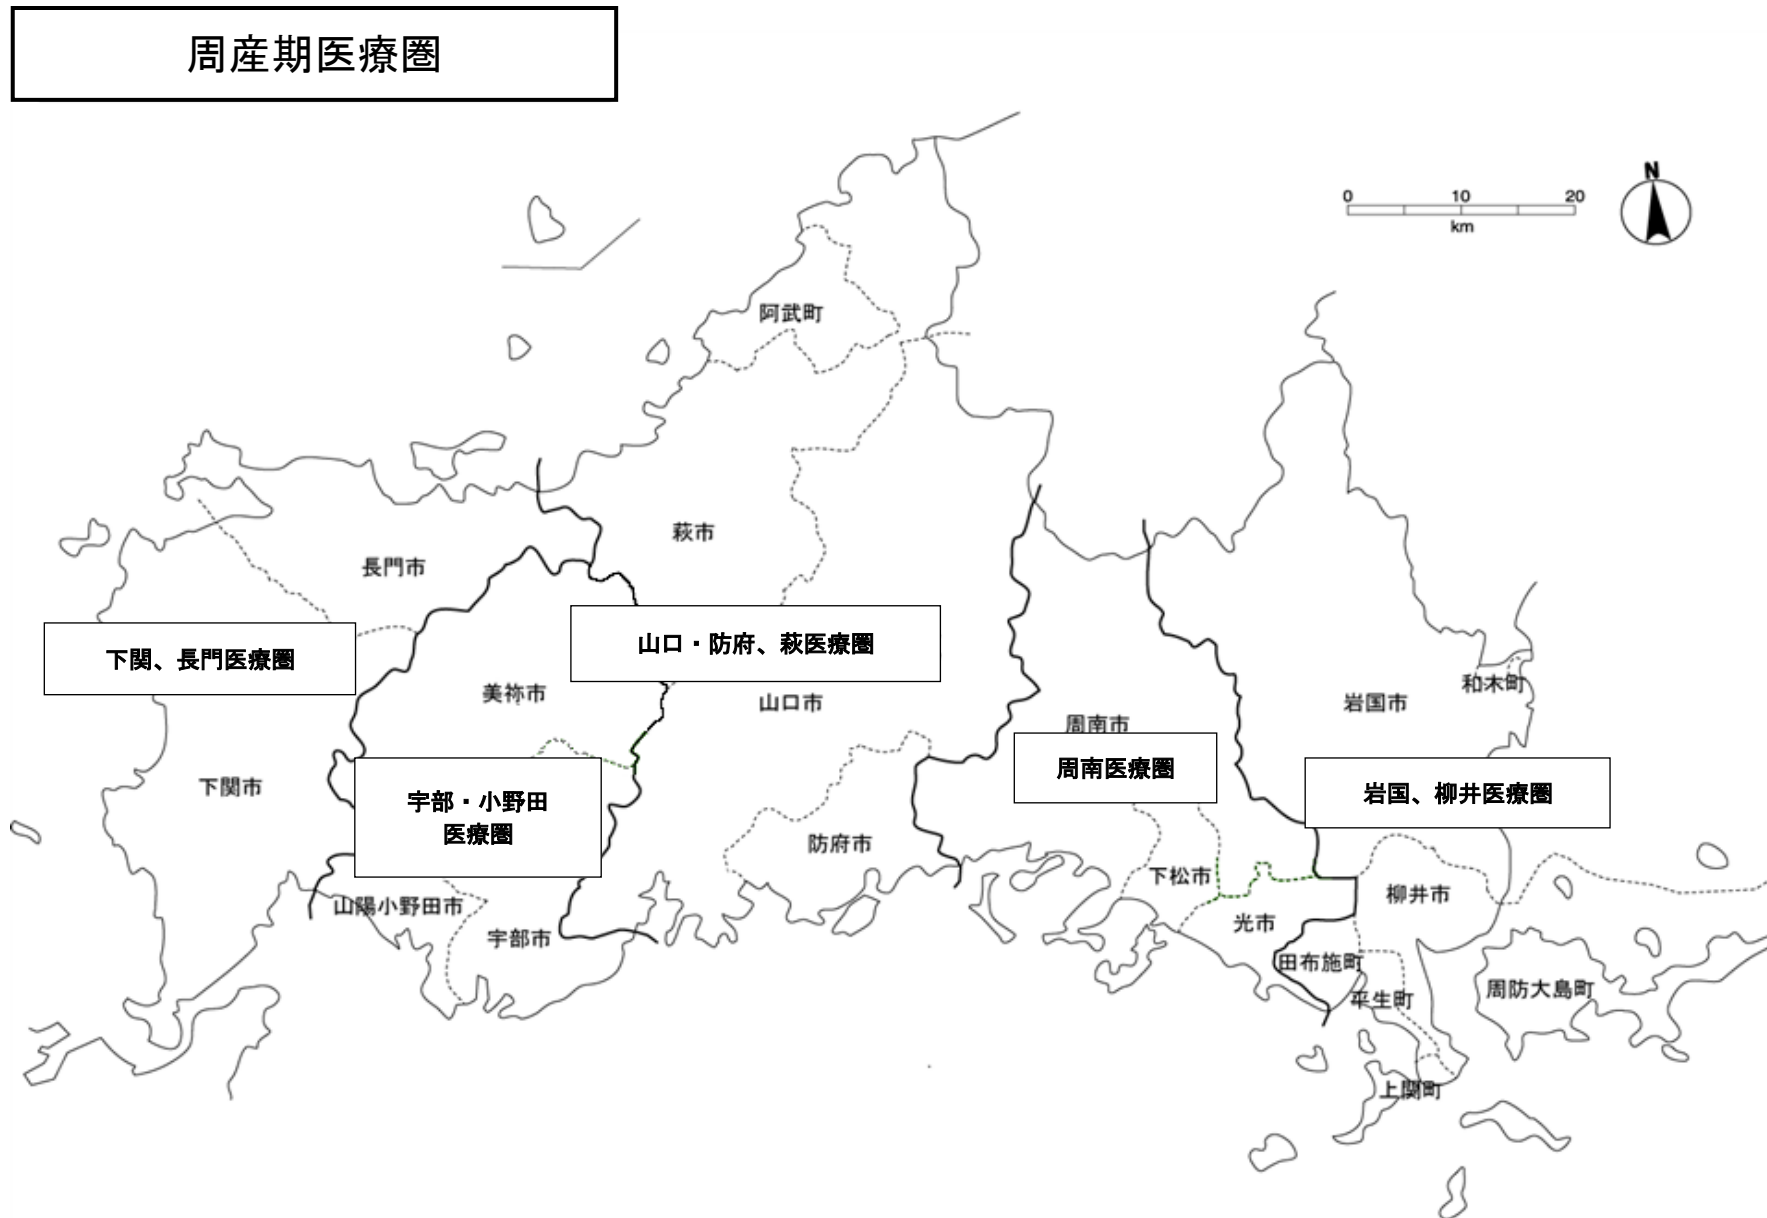 周産期医療圏
N
0 10 20
km
阿武町
萩市
長門市
下関、長門医療圏
山口・防府、萩医療圏
美祢市
山口市
和木町
岩国市
周南市
周南医療圏
下関市
宇部・小野田
医療圏
岩国、柳井医療圏
防府市
下松市
柳井市
山陽小野田市
光市
宇部市
田布施町
平生町
周防大島町
上関町